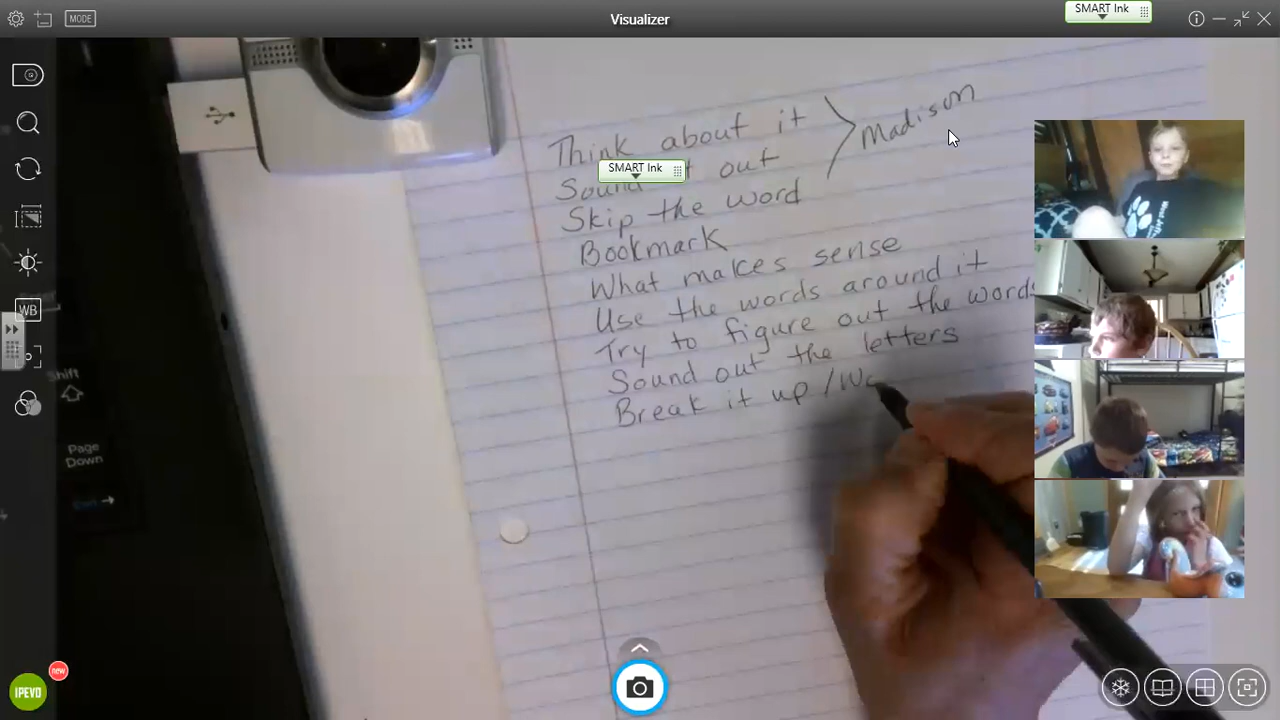 Visualizer
SMART Ink
MODE
Think about it
Madison
SMART Ink
Sound out
Skip the word
Bookmark
What makes sense
Use the words around it
Try to figure out the words
Sound out the letters
Break it up /
WB
Shift
Page
Down
IPEVO
new